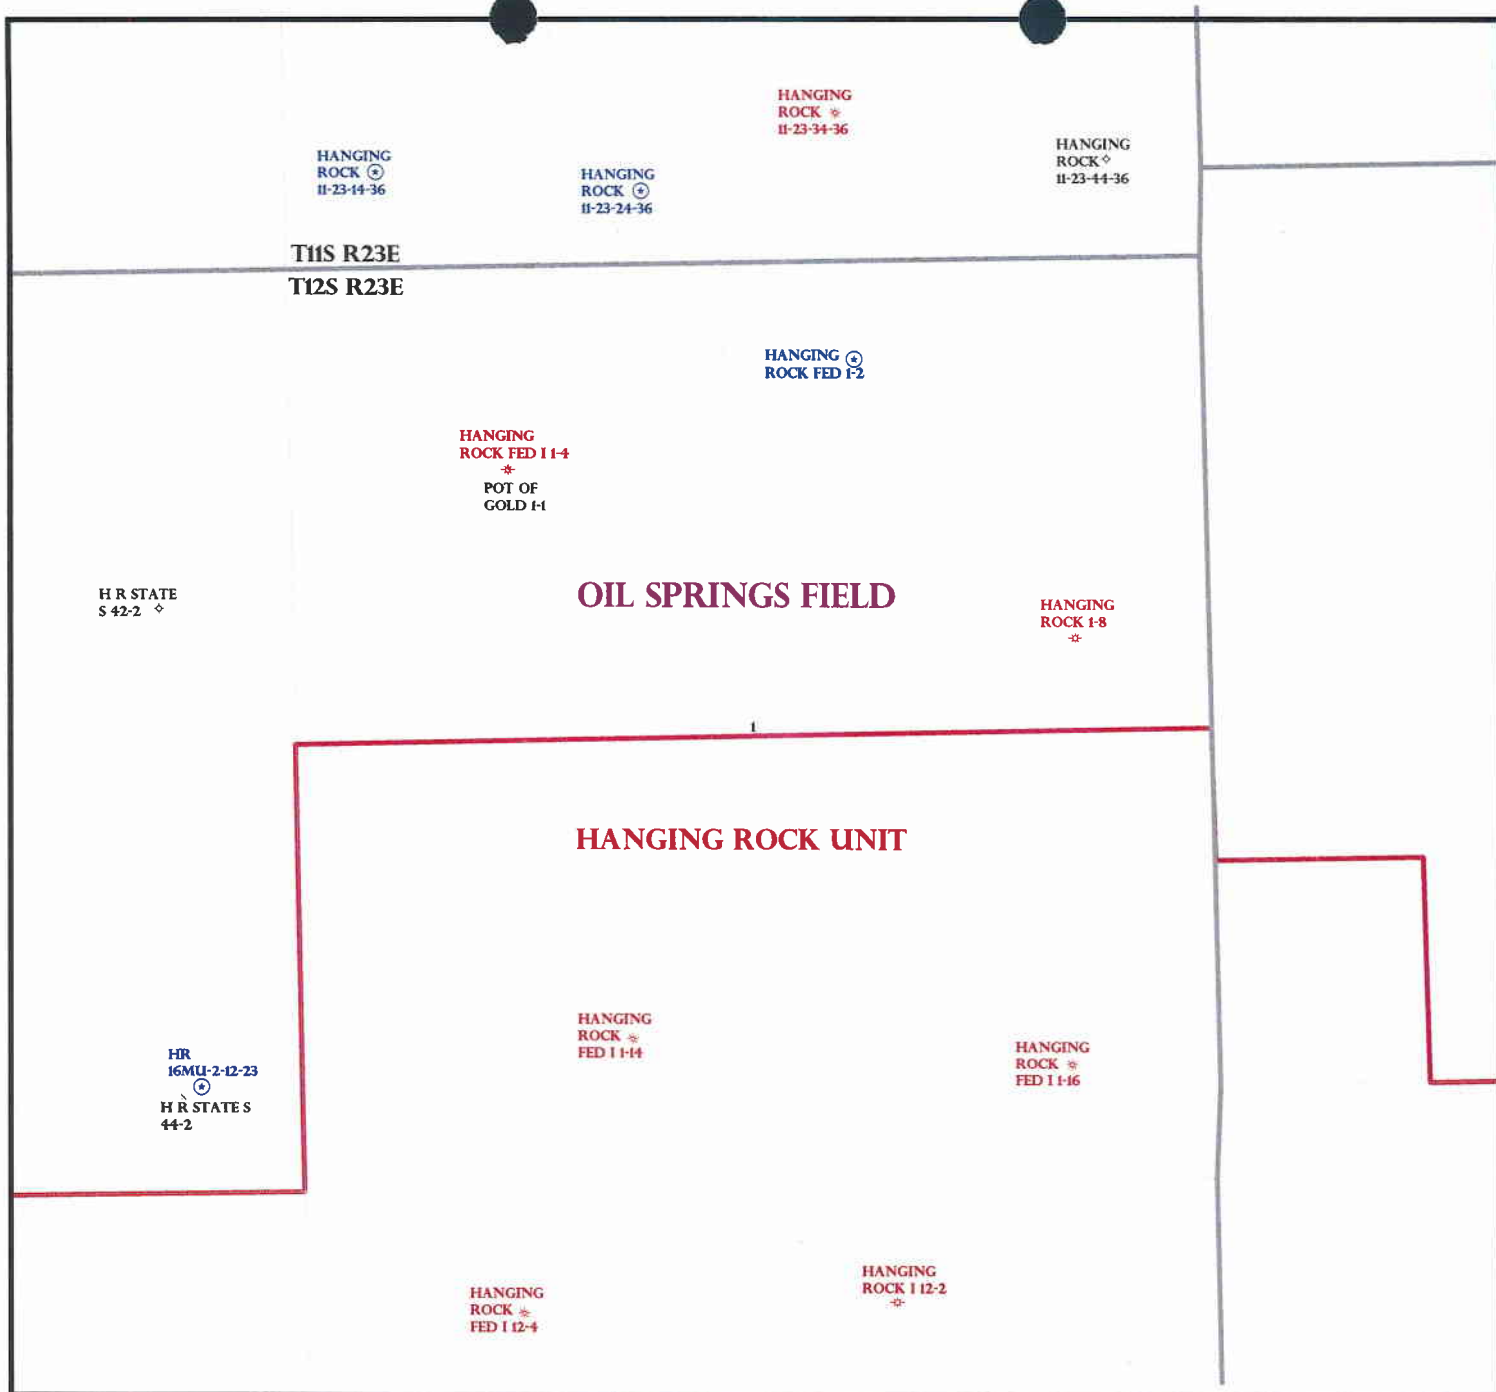 HANGING
ROCK
11-23-34-36
HANGING
ROCK
11-23-44-36
HANGING
ROCK
11-23-14-36
HANGING
ROCK
11-23-24-36
T11S R23E
T12S R23E
HANGING
ROCK FED 1-2
HANGING
ROCK FED I 1-4
POT OF
GOLD 1-1
H R STATE
S 42-2
OIL SPRINGS FIELD
HANGING
ROCK 1-8
1
HANGING ROCK UNIT
HANGING
ROCK
FED I 1-14
HANGING
ROCK
FED I 1-16
HR
16MU-2-12-23
H R STATE S
44-2
HANGING
ROCK
FED I 12-4
HANGING
ROCK I 12-2